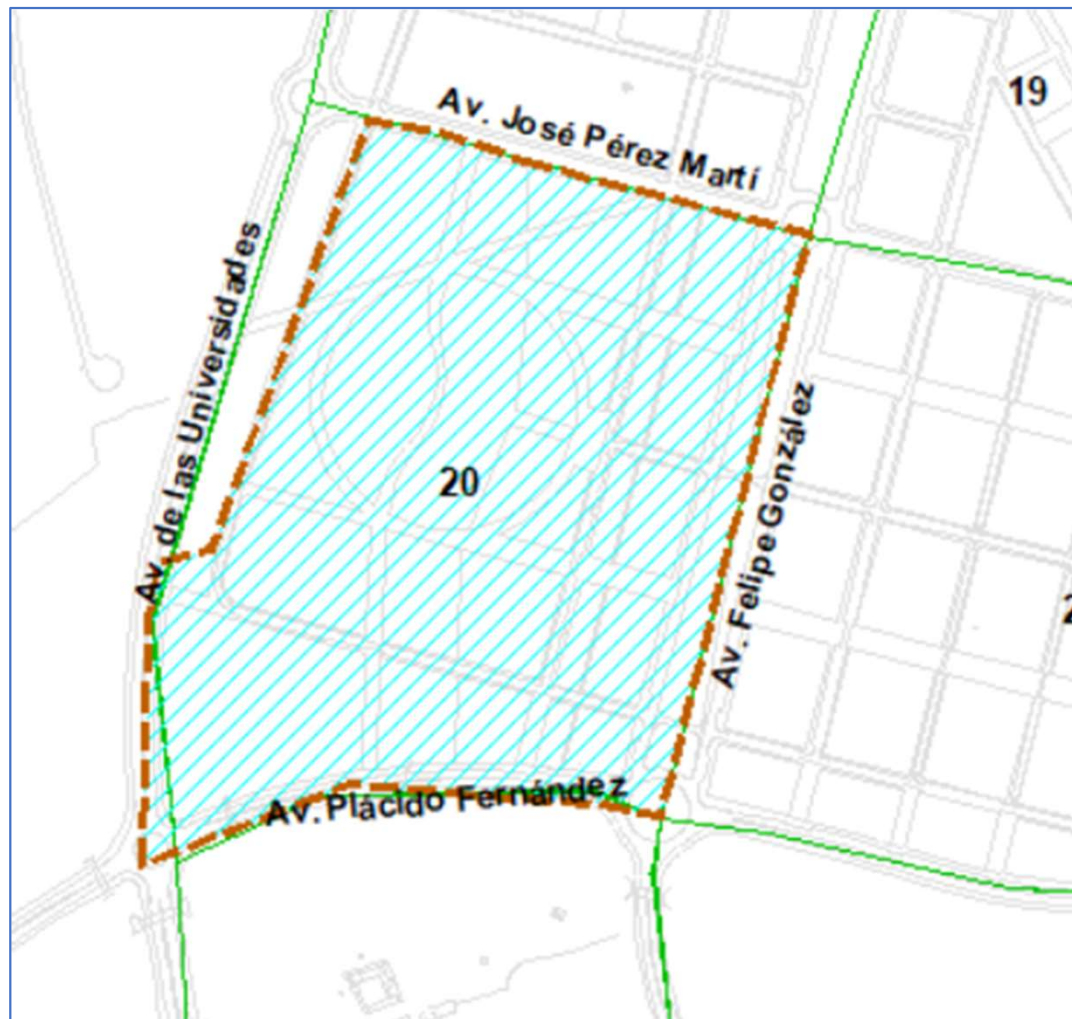 19
Av. José Pérez Martí
Av. de las Universidades
20
Av. Felipe González
Av. Plácido Fernández